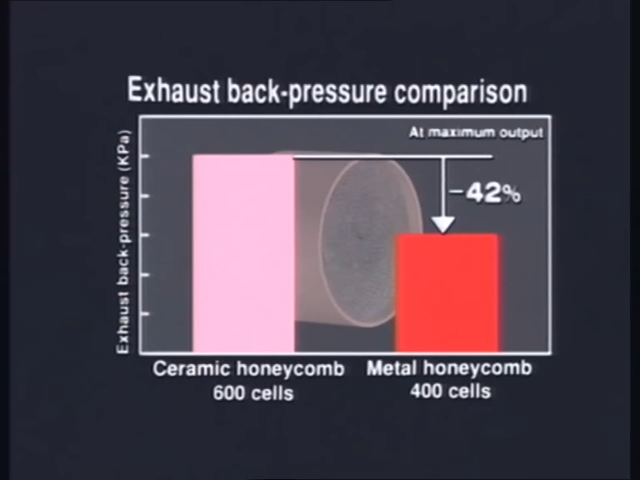 Exhaust back-pressure comparison
At maximum output
Exhaust back-pressure (KPa)
-42%
Ceramic honeycomb
600 cells
Metal honeycomb
400 cells